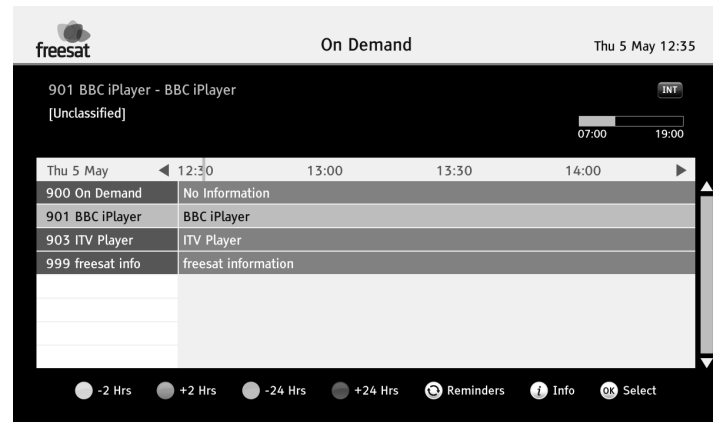 freesat
On Demand
Thu 5 May 12:35
901 BBC iPlayer - BBC iPlayer
INT
[Unclassified]
07:00 19:00
Thu 5 May 12:30 13:00 13:30 14:00
900 On Demand No Information
901 BBC iPlayer BBC iPlayer
903 ITV Player ITV Player
999 freesat info freesat information
-2 Hrs +2 Hrs -24 Hrs +24 Hrs Reminders i Info OK Select